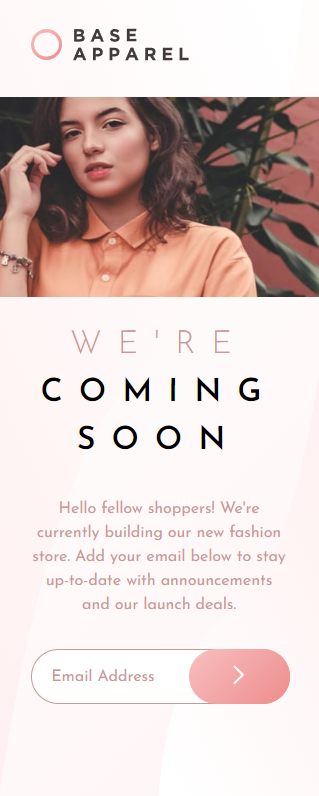 BASE
APPAREL
WE'RE
COMING
SOON
Hello fellow shoppers! We're
currently building our new fashion
store. Add your email below to stay
up-to-date with announcements
and our launch deals.
Email Address